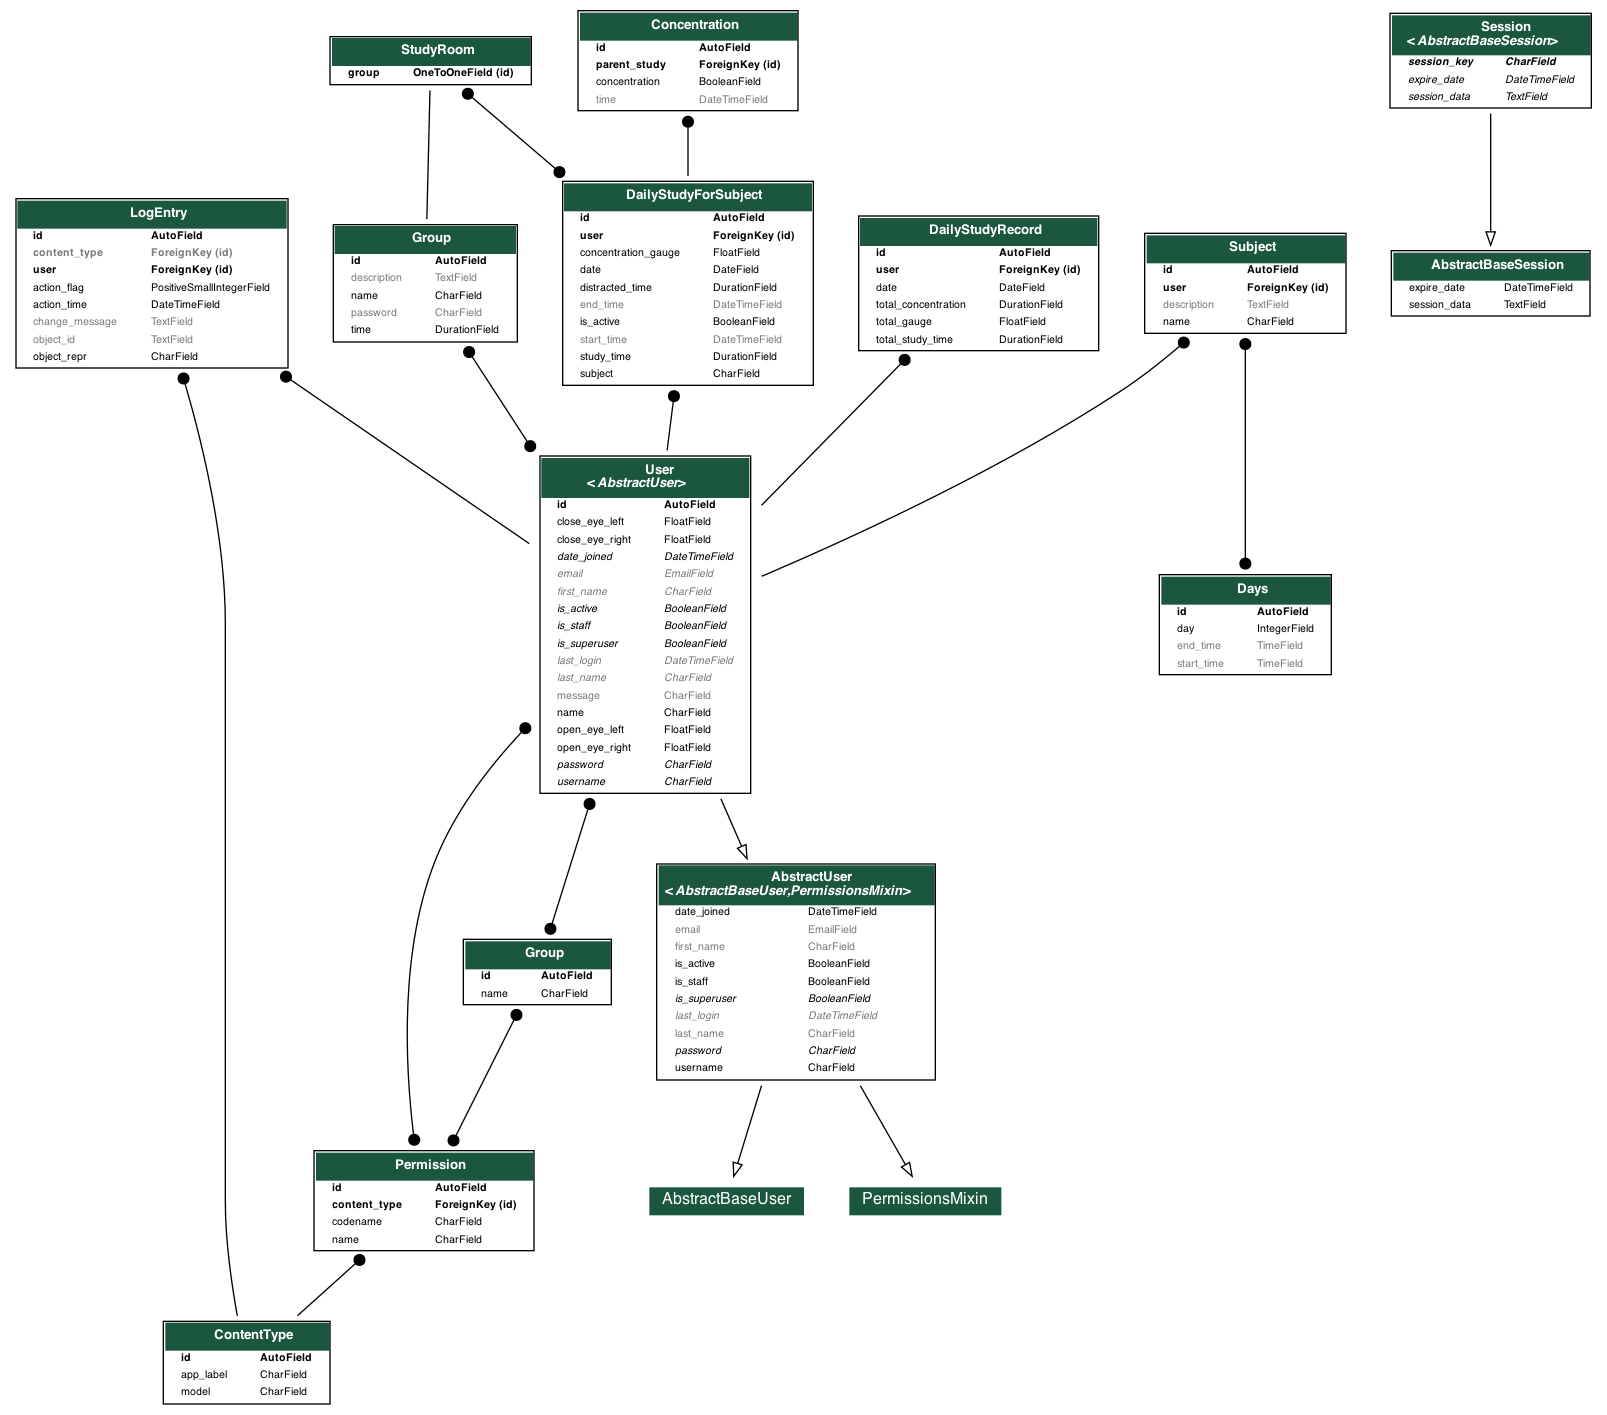 StudyRoom
group OneToOneField (id)
Concentration
id AutoField
parent_study ForeignKey (id)
concentration BooleanField
time DateTimeField
Session
<AbstractBaseSession>
session_key CharField
expire_date DateTimeField
session_data TextField
LogEntry
id AutoField
content_type ForeignKey (id)
user ForeignKey (id)
action_flag PositiveSmallIntegerField
action_time DateTimeField
change_message TextField
object_id TextField
object_repr CharField
Group
id AutoField
description TextField
name CharField
password CharField
time DurationField
DailyStudyForSubject
id AutoField
user ForeignKey (id)
concentration_gauge FloatField
date DateField
distracted_time DurationField
end_time DateTimeField
is_active BooleanField
start_time DateTimeField
study_time DurationField
subject CharField
DailyStudyRecord
id AutoField
user ForeignKey (id)
date DateField
total_concentration DurationField
total_gauge FloatField
total_study_time DurationField
Subject
id AutoField
user ForeignKey (id)
description TextField
name CharField
AbstractBaseSession
expire_date DateTimeField
session_data TextField
User
<AbstractUser>
id AutoField
close_eye_left FloatField
close_eye_right FloatField
date_joined DateTimeField
email EmailField
first_name CharField
is_active BooleanField
is_staff BooleanField
is_superuser BooleanField
last_login DateTimeField
last_name CharField
message CharField
name CharField
open_eye_left FloatField
open_eye_right FloatField
password CharField
username CharField
Days
id AutoField
day IntegerField
end_time TimeField
start_time TimeField
AbstractUser
<AbstractBaseUser,PermissionsMixin>
date_joined DateTimeField
email EmailField
first_name CharField
is_active BooleanField
is_staff BooleanField
is_superuser BooleanField
last_login DateTimeField
last_name CharField
password CharField
username CharField
Group
id AutoField
name CharField
Permission
id AutoField
content_type ForeignKey (id)
codename CharField
name CharField
AbstractBaseUser
PermissionsMixin
ContentType
id AutoField
app_label CharField
model CharField